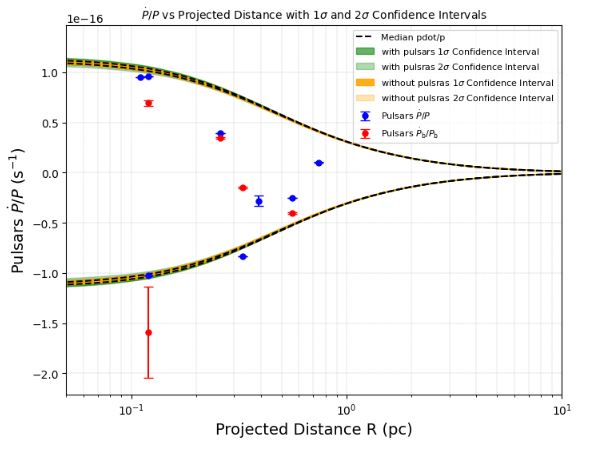 Ṗ/P vs Projected Distance with 1σ and 2σ Confidence Intervals
1e−16
Median pdot/p
with pulsars 1σ Confidence Interval
with pulsras 2σ Confidence Interval
without pulsras 1σ Confidence Interval
without pulsras 2σ Confidence Interval
Pulsars Ṗ/P
Pulsars Ṗb/Pb
Pulsars Ṗ/P (s⁻¹)
1.0
0.5
0.0
−0.5
−1.0
−1.5
−2.0
10⁻¹
10⁰
10¹
Projected Distance R (pc)